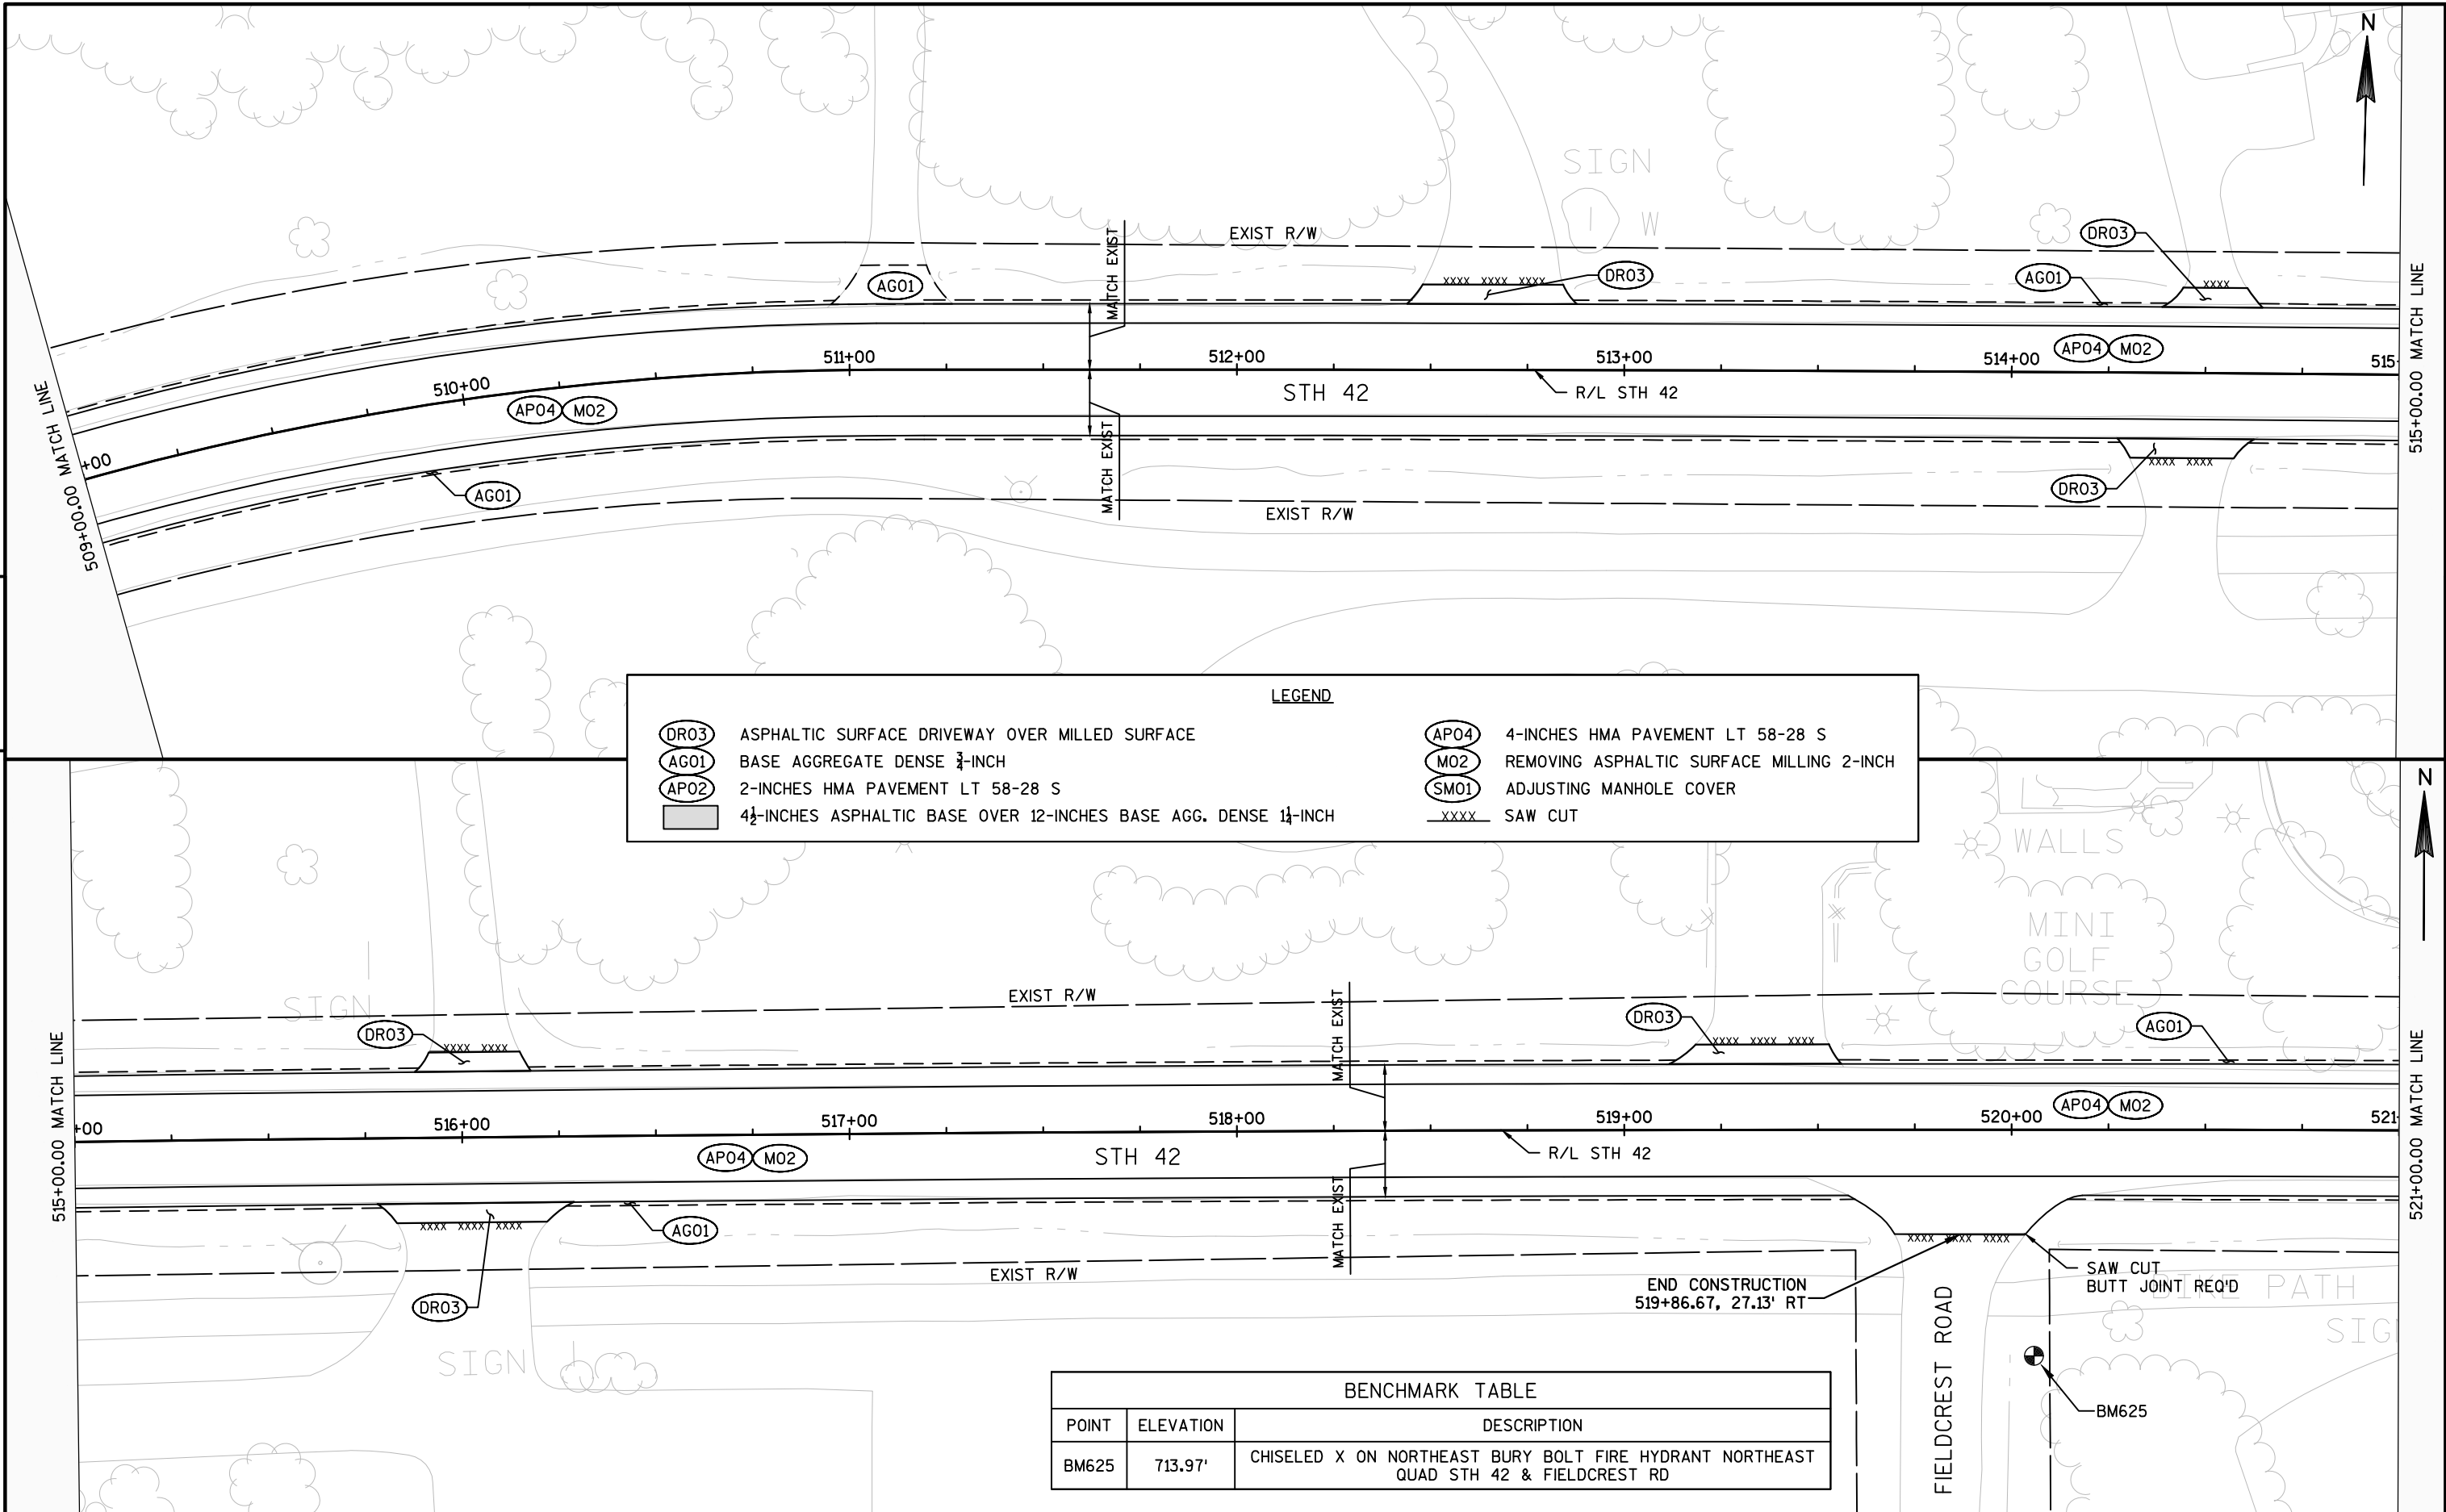 N
SIGN
W
EXIST R/W
MATCH EXIST
DR03
DR03
AG01
AG01
AP04 M02
509+00.00 MATCH LINE
+00
510+00
511+00
512+00
513+00
514+00
515
515+00.00 MATCH LINE
AP04 M02
STH 42
R/L STH 42
AG01
MATCH EXIST
EXIST R/W
DR03
XXXX XXXX XXXX
XXXX
XXXX XXXX
LEGEND
DR03 ASPHALTIC SURFACE DRIVEWAY OVER MILLED SURFACE
AG01 BASE AGGREGATE DENSE 3/4-INCH
AP02 2-INCHES HMA PAVEMENT LT 58-28 S
4 1/2-INCHES ASPHALTIC BASE OVER 12-INCHES BASE AGG. DENSE 1 1/4-INCH
AP04 4-INCHES HMA PAVEMENT LT 58-28 S
M02 REMOVING ASPHALTIC SURFACE MILLING 2-INCH
SM01 ADJUSTING MANHOLE COVER
XXXX SAW CUT
N
WALLS
MINI
GOLF
COURSE
SIGN
EXIST R/W
MATCH EXIST
DR03
XXXX XXXX
DR03
XXXX XXXX XXXX
AG01
AP04 M02
515+00.00 MATCH LINE
+00
516+00
517+00
518+00
519+00
520+00
521
521+00.00 MATCH LINE
AP04 M02
STH 42
R/L STH 42
XXXX XXXX XXXX
AG01
MATCH EXIST
EXIST R/W
DR03
SIGN
XXXX XXXX XXXX
END CONSTRUCTION
519+86.67, 27.13' RT
SAW CUT
BUTT JOINT REQ'D
BIKE PATH
SIG
FIELDCREST ROAD
BM625
BENCHMARK TABLE
POINT ELEVATION DESCRIPTION
BM625 713.97' CHISELED X ON NORTHEAST BURY BOLT FIRE HYDRANT NORTHEAST
QUAD STH 42 & FIELDCREST RD